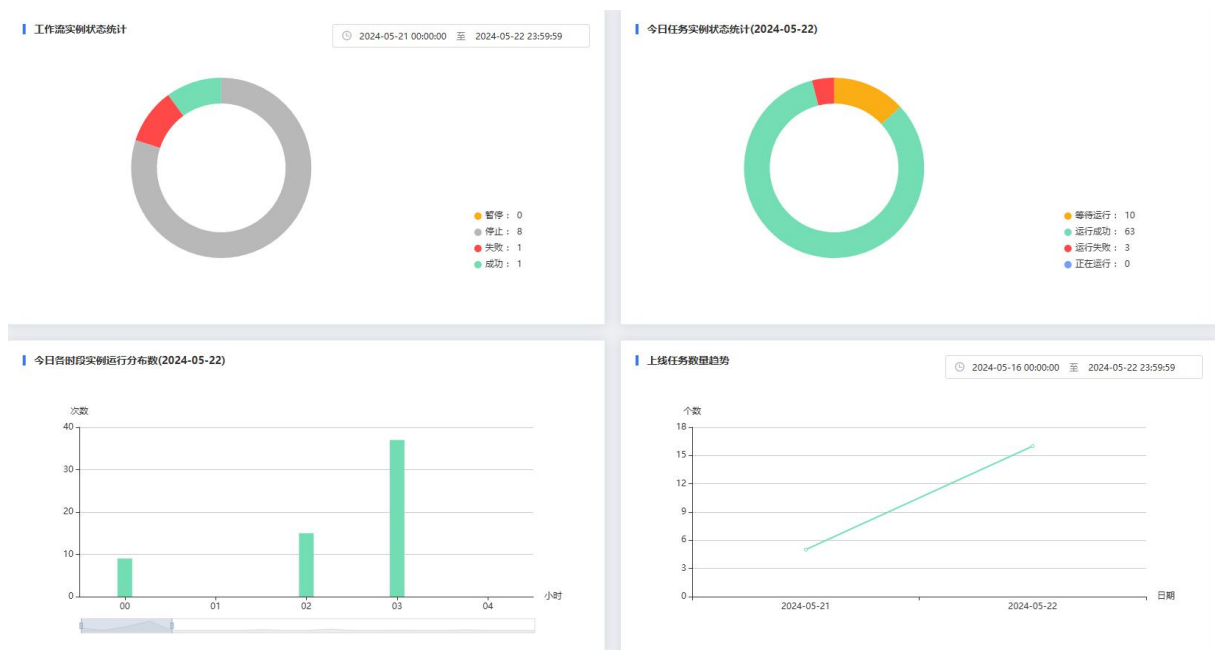 工作流实例状态统计
2024-05-21 00:00:00 至 2024-05-22 23:59:59
暂停： 0
停止： 8
失败： 1
成功： 1
今日任务实例状态统计(2024-05-22)
等待运行： 10
运行成功： 63
运行失败： 3
正在运行： 0
今日各时段实例运行分布数(2024-05-22)
次数
40
30
20
10
0
00 01 02 03 04
小时
上线任务数量趋势
2024-05-16 00:00:00 至 2024-05-22 23:59:59
个数
18
15
12
9
6
3
0
2024-05-21 2024-05-22
日期